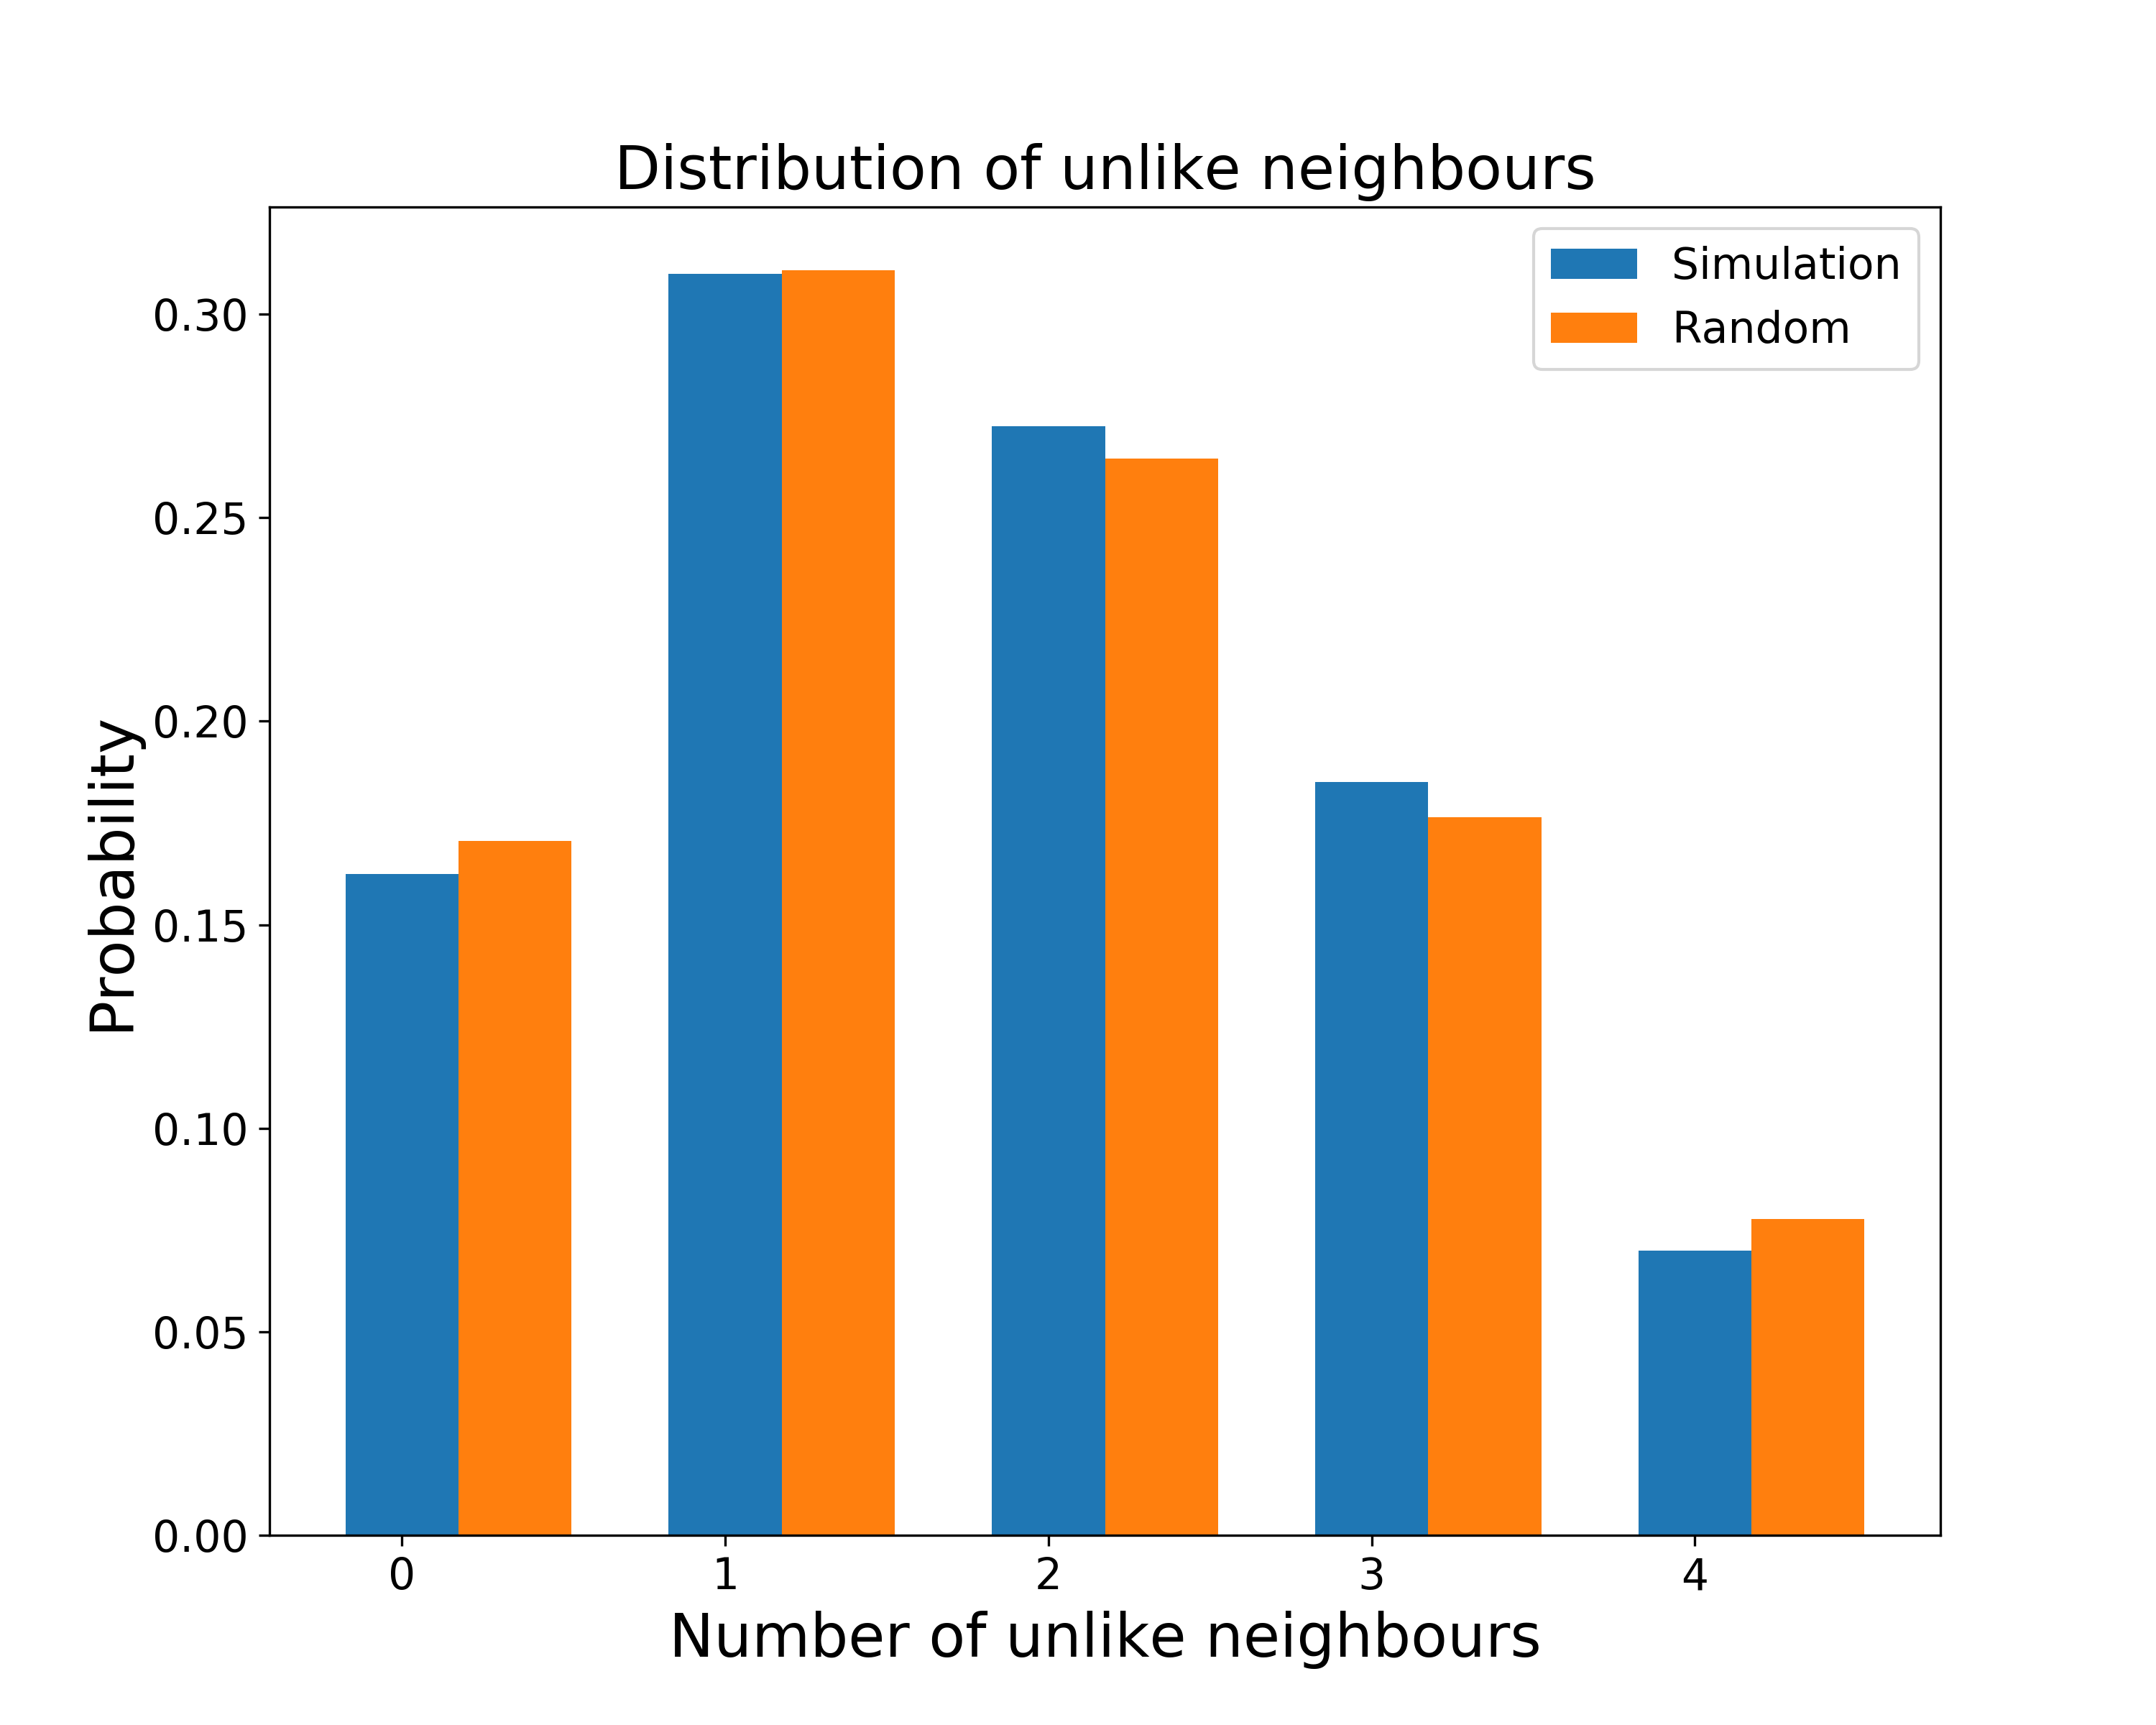 Distribution of unlike neighbours
Simulation
Random
0.30
0.25
0.20
0.15
0.10
0.05
0.00
Probability
0 1 2 3 4
Number of unlike neighbours